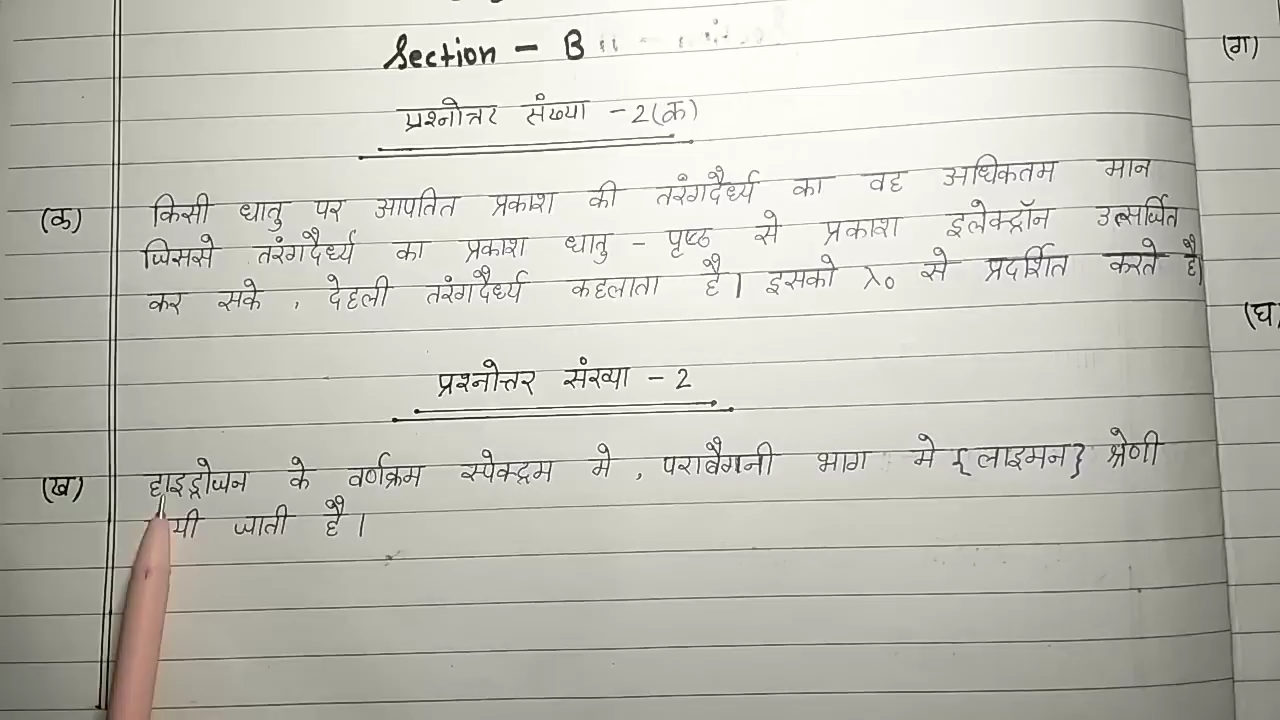 Section - B
प्रश्नोत्तर संख्या - 2(क)
(क) किसी धातु पर आपतित प्रकाश की तरंगदैर्ध्य का वह अधिकतम मान
जिससे तरंगदैर्ध्य का प्रकाश धातु - पृष्ठ से प्रकाश इलेक्ट्रॉन उत्सर्जित
कर सके , देहली तरंगदैर्ध्य कहलाता है। इसको λ₀ से प्रदर्शित करते है
प्रश्नोत्तर संख्या - 2
(ख) हाइड्रोजन के वर्णक्रम स्पेक्ट्रम मे , पराबैगनी भाग मे {लाइमन} श्रेणी
जाती है ।
(ग)
(घ)